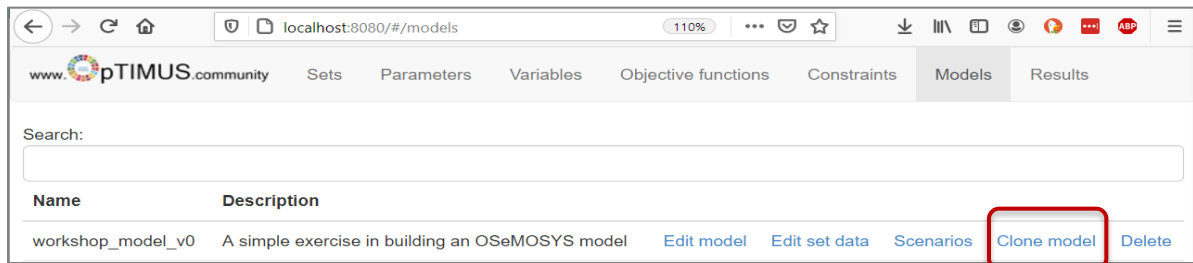 localhost:8080/#/models 110% ABP
www. OpTIMUS.community Sets Parameters Variables Objective functions Constraints Models Results
Search:
Name Description
workshop_model_v0 A simple exercise in building an OSeMOSYS model Edit model Edit set data Scenarios Clone model Delete